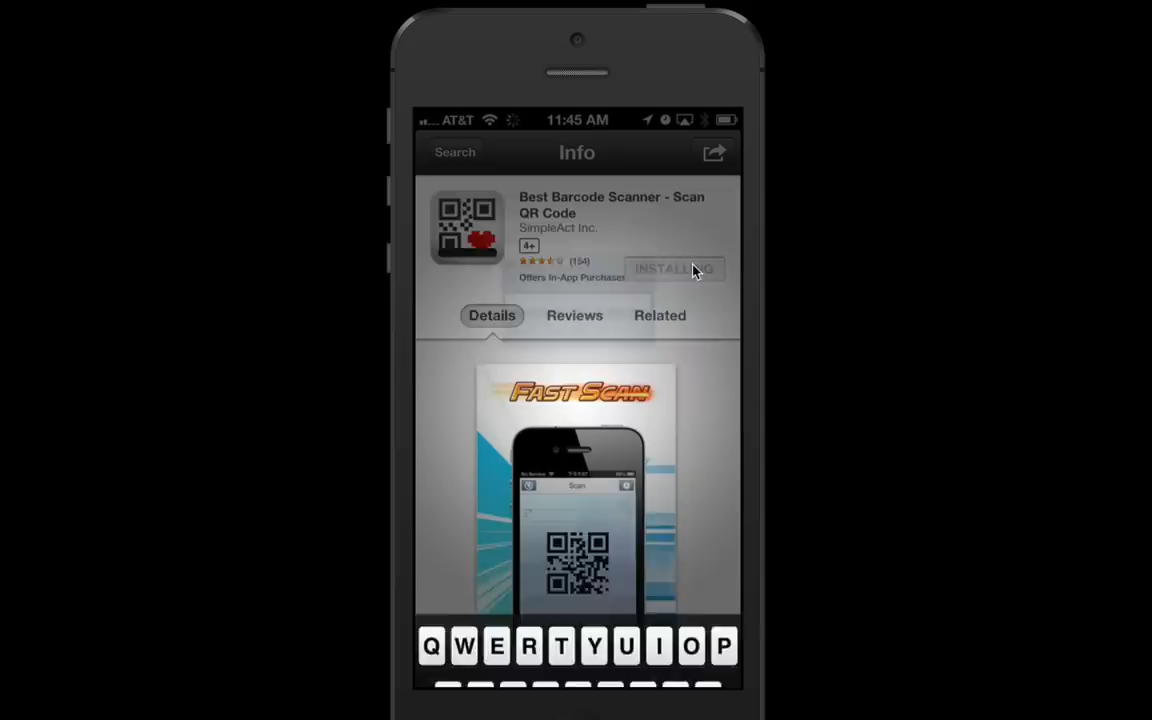 AT&T 11:45 AM
Search Info
Best Barcode Scanner - Scan
QR Code
SimpleAct Inc.
4+
(154)
Offers In-App Purchases
INSTALLING
Details Reviews Related
FAST SCAN
Scan
Q W E R T Y U I O P